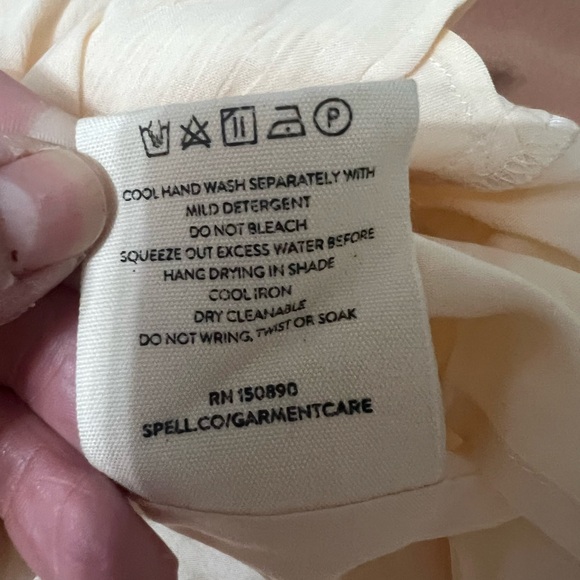 P
COOL HAND WASH SEPARATELY WITH
MILD DETERGENT
DO NOT BLEACH
SQUEEZE OUT EXCESS WATER BEFORE
HANG DRYING IN SHADE
COOL IRON
DRY CLEANABLE
DO NOT WRING, TWIST OR SOAK
RN 150890
SPELL.CO/GARMENTCARE